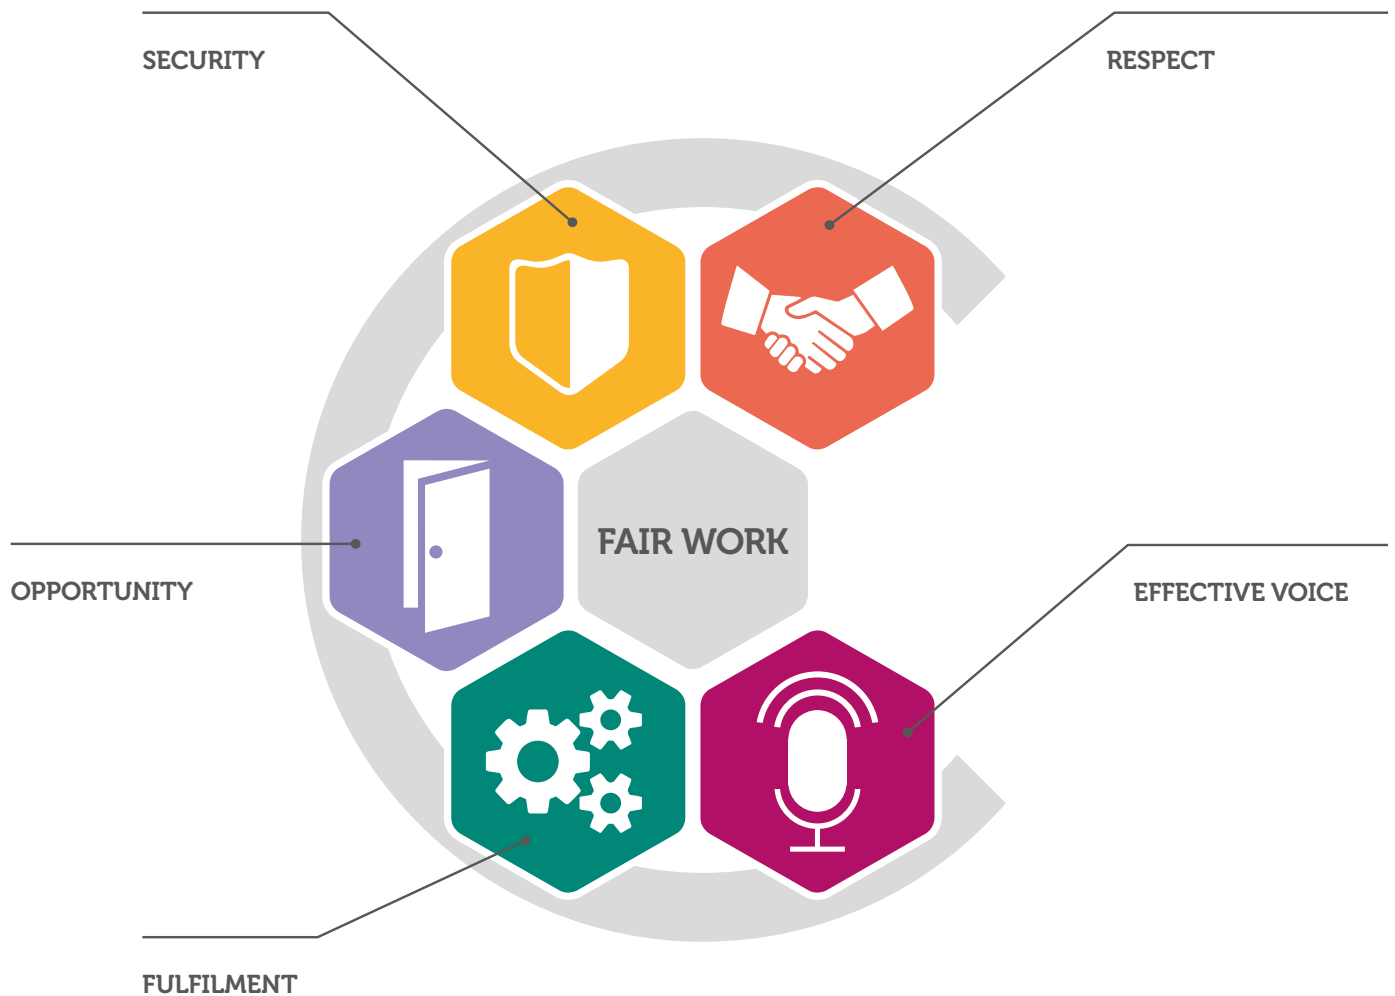 SECURITY
RESPECT
FAIR WORK
OPPORTUNITY
EFFECTIVE VOICE
FULFILMENT